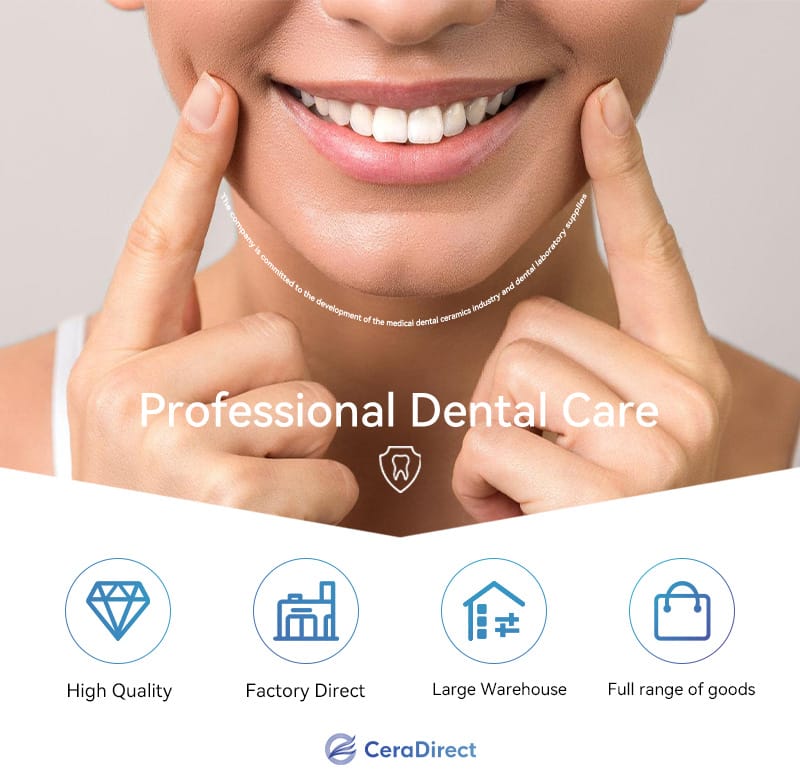 The company is committed to the development of the medical dental ceramics industry and dental laboratory supplies
Professional Dental Care
High Quality
Factory Direct
Large Warehouse
Full range of goods
CeraDirect